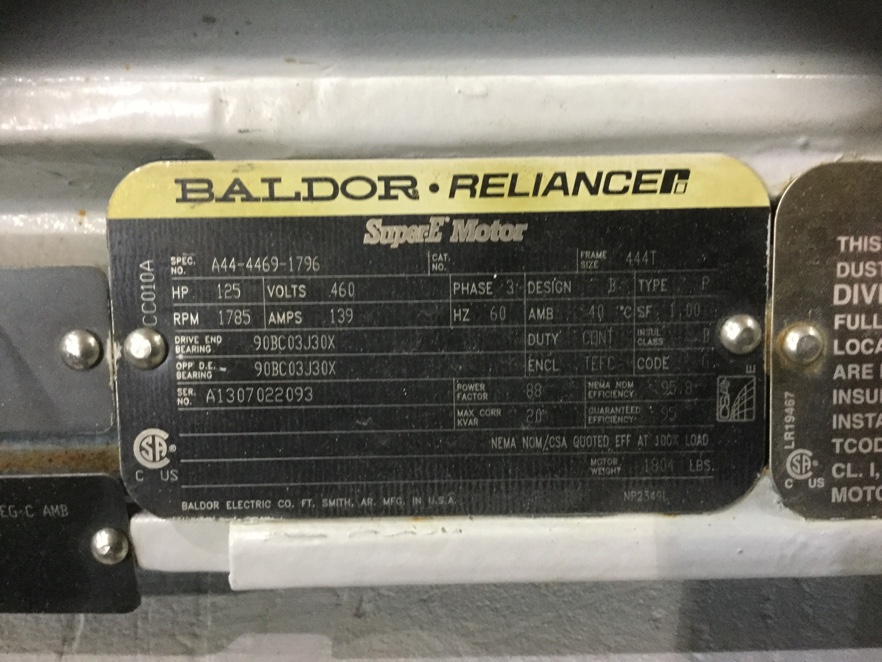 BALDOR • RELIANCE
Super-E® Motor
CC010A
SPEC. NO. A44-4469-1796 CAT. NO. FRAME SIZE 444T
HP 125 VOLTS 460 PHASE 3 DESIGN B TYPE P
RPM 1785 AMPS 139 HZ 60 AMB 40 °C SF 1.00
DRIVE END BEARING 90BC03J30X DUTY CONT INSUL CLASS
OPP D.E. BEARING 90BC03J30X ENCL TEFC CODE
SER. NO. A1307022093 POWER FACTOR 88 NEMA NOM EFFICIENCY 95.8
MAX CORR KVAR 20 GUARANTEED EFFICIENCY 95
NEMA NOM/CSA QUOTED EFF AT 100% LOAD
MOTOR WEIGHT 1804 LBS.
BALDOR ELECTRIC CO. FT. SMITH, AR. MFG. IN U.S.A. NP2349L
C US
CSA
E
EG-C AMB
THIS
DUST
DIVI
FULL
LOCA
ARE
INSU
INSTA
TCOD
CL. I,
MOTO
LR19467
C US